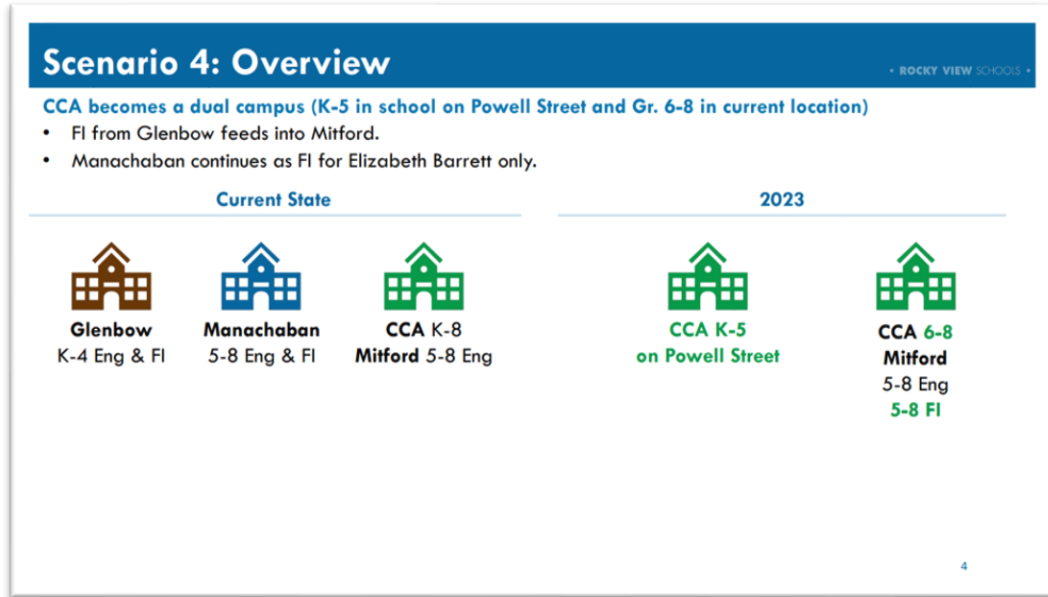 Scenario 4: Overview
• ROCKY VIEW SCHOOLS •
CCA becomes a dual campus (K-5 in school on Powell Street and Gr. 6-8 in current location)
• FI from Glenbow feeds into Mitford.
• Manachaban continues as FI for Elizabeth Barrett only.
Current State
2023
Glenbow
K-4 Eng & FI
Manachaban
5-8 Eng & FI
CCA K-8
Mitford 5-8 Eng
CCA K-5
on Powell Street
CCA 6-8
Mitford
5-8 Eng
5-8 FI
4